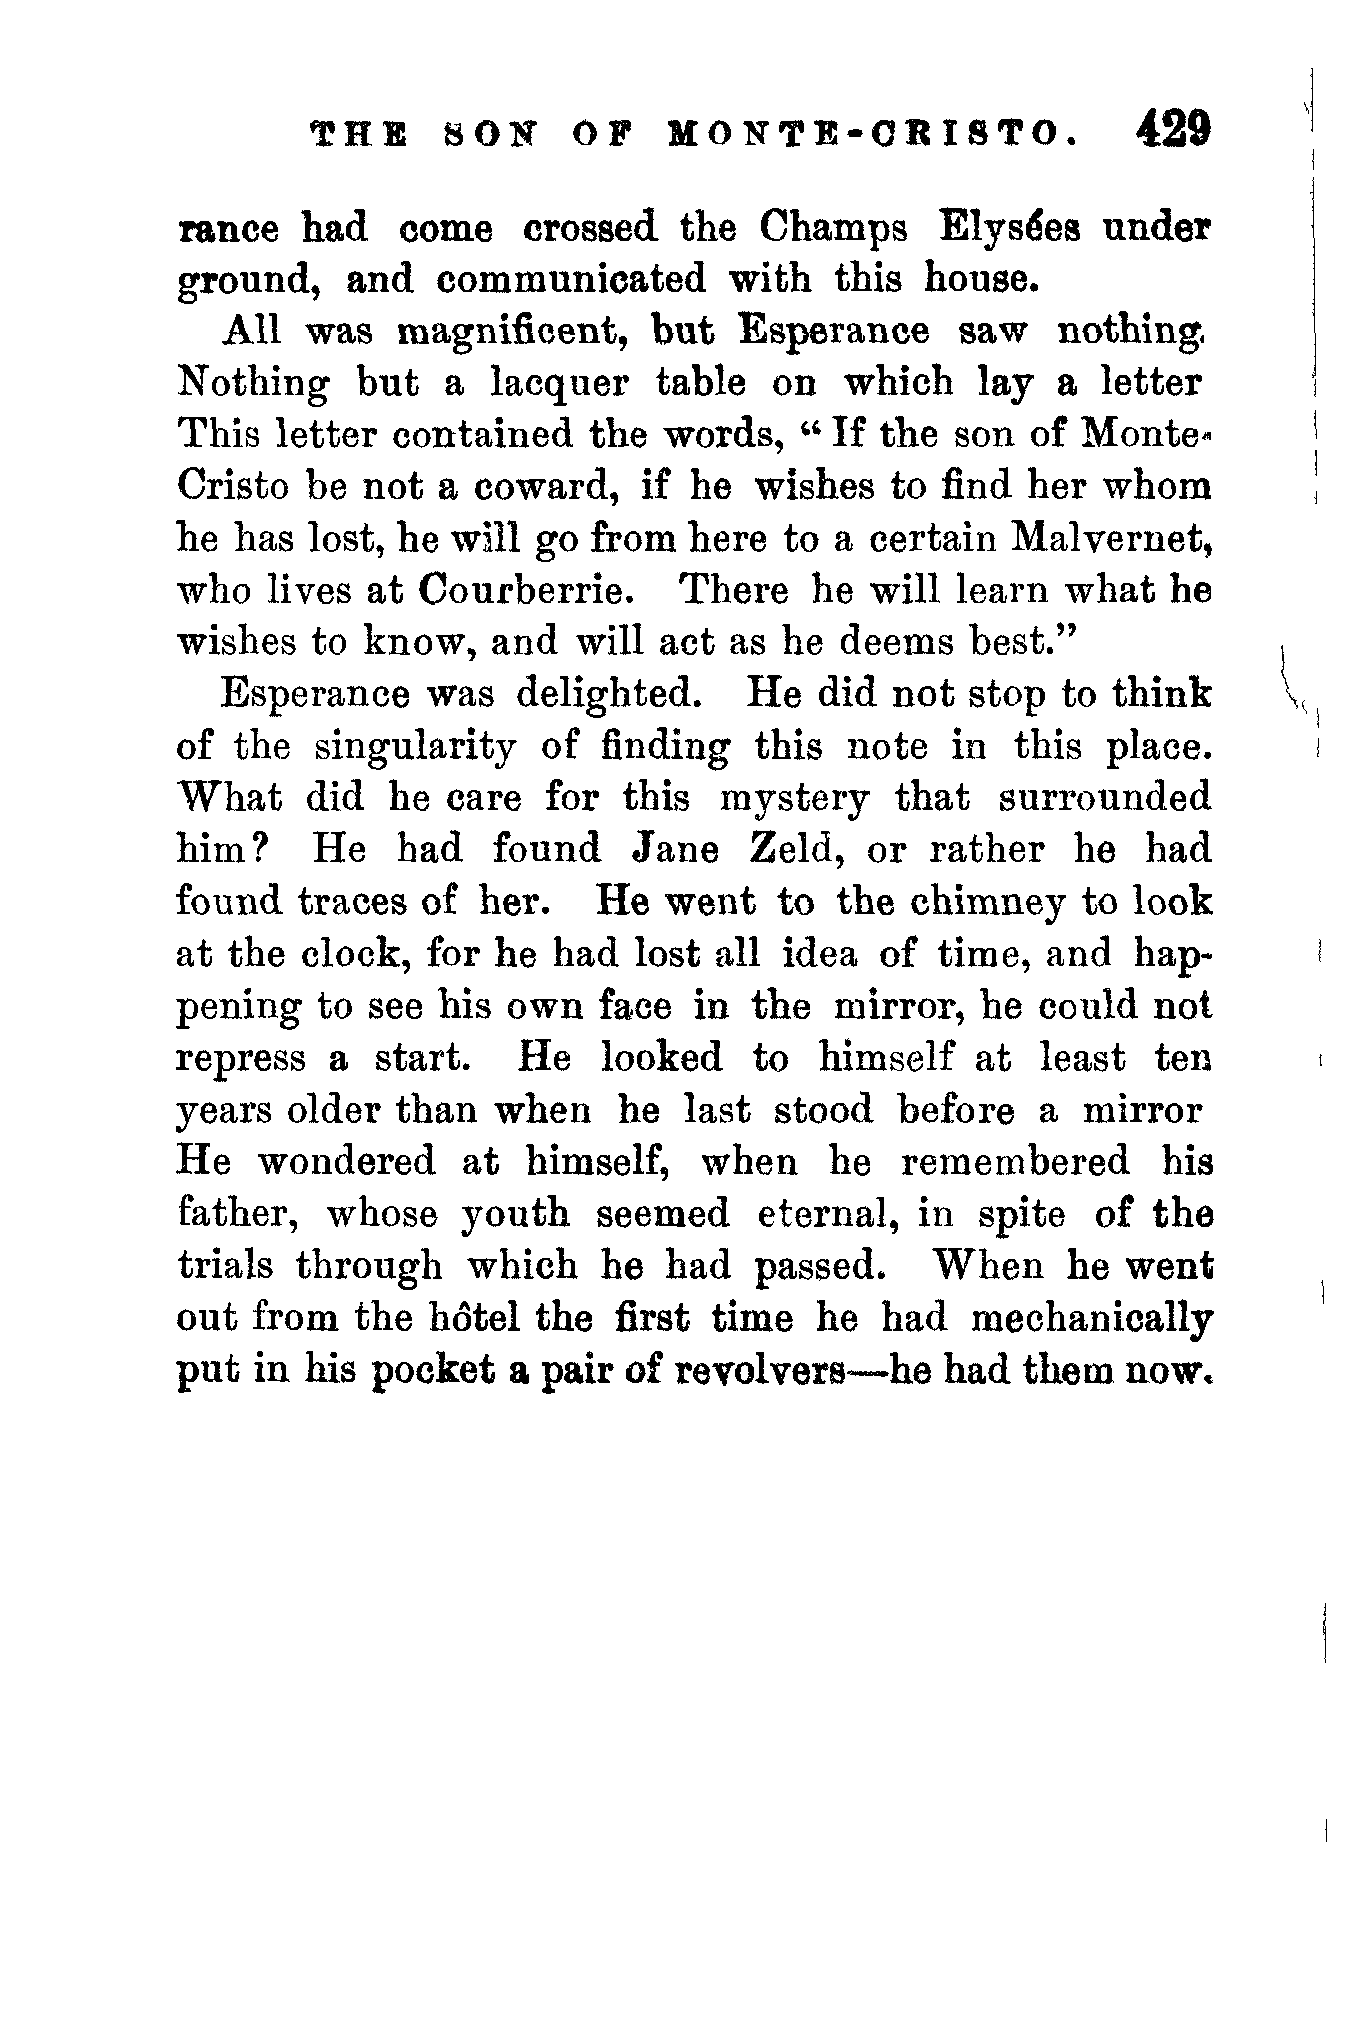 THE SON OF MONTE-CRISTO. 429
rance had come crossed the Champs Elysées under
ground, and communicated with this house.
All was magnificent, but Esperance saw nothing.
Nothing but a lacquer table on which lay a letter
This letter contained the words, “ If the son of Monte-
Cristo be not a coward, if he wishes to find her whom
he has lost, he will go from here to a certain Malvernet,
who lives at Courberrie. There he will learn what he
wishes to know, and will act as he deems best.”
Esperance was delighted. He did not stop to think
of the singularity of finding this note in this place.
What did he care for this mystery that surrounded
him? He had found Jane Zeld, or rather he had
found traces of her. He went to the chimney to look
at the clock, for he had lost all idea of time, and hap-
pening to see his own face in the mirror, he could not
repress a start. He looked to himself at least ten
years older than when he last stood before a mirror
He wondered at himself, when he remembered his
father, whose youth seemed eternal, in spite of the
trials through which he had passed. When he went
out from the hôtel the first time he had mechanically
put in his pocket a pair of revolvers—he had them now.